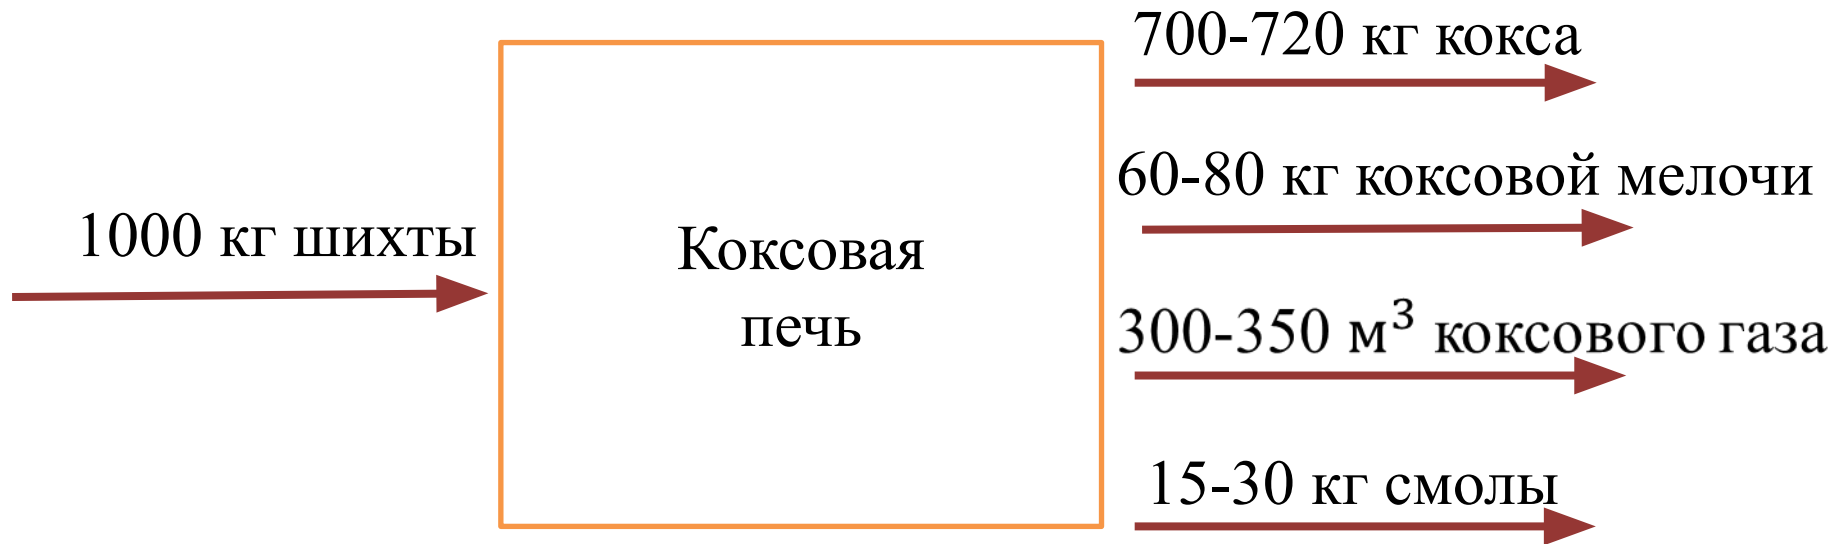 1000 кг шихты
Коксовая
печь
700-720 кг кокса
60-80 кг коксовой мелочи
300-350 м³ коксового газа
15-30 кг смолы